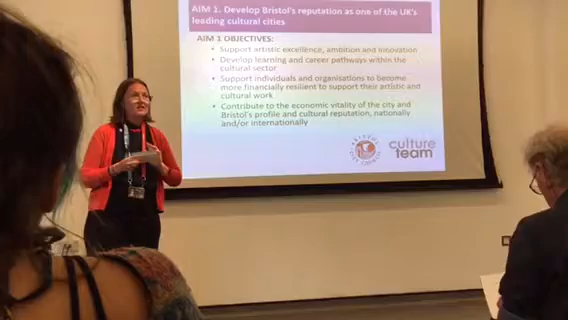 AIM 1. Develop Bristol's reputation as one of the UK's
leading cultural cities
AIM 1 OBJECTIVES:
• Support artistic excellence, ambition and innovation
• Develop learning and career pathways within the
cultural sector
• Support individuals and organisations to become
more financially resilient to support their artistic and
cultural work
• Contribute to the economic vitality of the city and
Bristol's profile and cultural reputation, nationally
and/or internationally
BRISTOL
CITY COUNCIL
culture
team